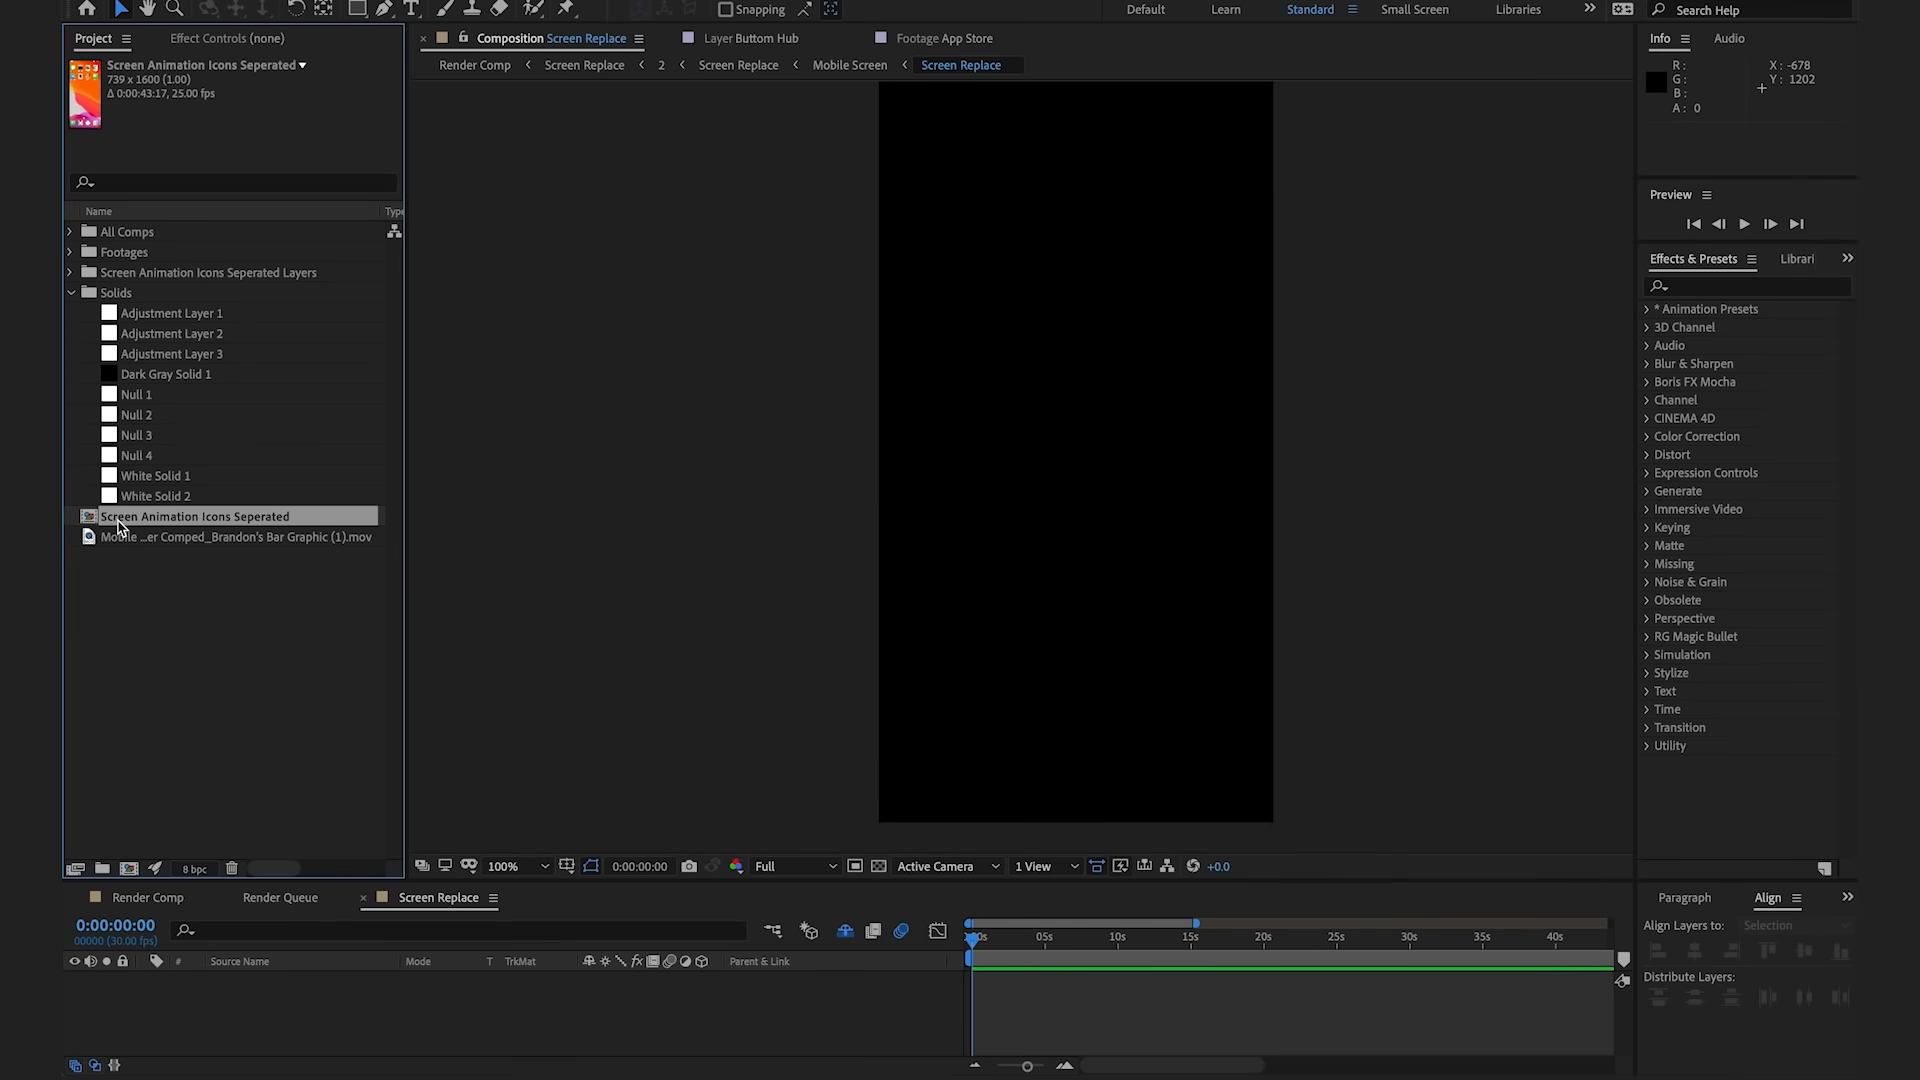 Snapping
Default
Learn
Standard
Small Screen
Libraries
Search Help
Project
Effect Controls (none)
Composition Screen Replace
Layer Buttom Hub
Footage App Store
Info
Audio
Screen Animation Icons Seperated
739 x 1600 (1.00)
Δ 0:00:43:17, 25.00 fps
Render Comp
Screen Replace
2
Screen Replace
Mobile Screen
Screen Replace
R :
G :
B :
A : 0
X : -678
Y : 1202
Preview
Name
Type
All Comps
Footages
Screen Animation Icons Seperated Layers
Solids
Adjustment Layer 1
Adjustment Layer 2
Adjustment Layer 3
Dark Gray Solid 1
Null 1
Null 2
Null 3
Null 4
White Solid 1
White Solid 2
Screen Animation Icons Seperated
Mobile ...er Comped_Brandon's Bar Graphic (1).mov
Effects & Presets
Librari
* Animation Presets
3D Channel
Audio
Blur & Sharpen
Boris FX Mocha
Channel
CINEMA 4D
Color Correction
Distort
Expression Controls
Generate
Immersive Video
Keying
Matte
Missing
Noise & Grain
Obsolete
Perspective
RG Magic Bullet
Simulation
Stylize
Text
Time
Transition
Utility
8 bpc
100%
0:00:00:00
Full
Active Camera
1 View
+0.0
Render Comp
Render Queue
Screen Replace
Paragraph
Align
0:00:00:00
00000 (30.00 fps)
05s
10s
15s
20s
25s
30s
35s
40s
Align Layers to:
Selection
#
Source Name
Mode
T
TrkMat
Parent & Link
Distribute Layers: